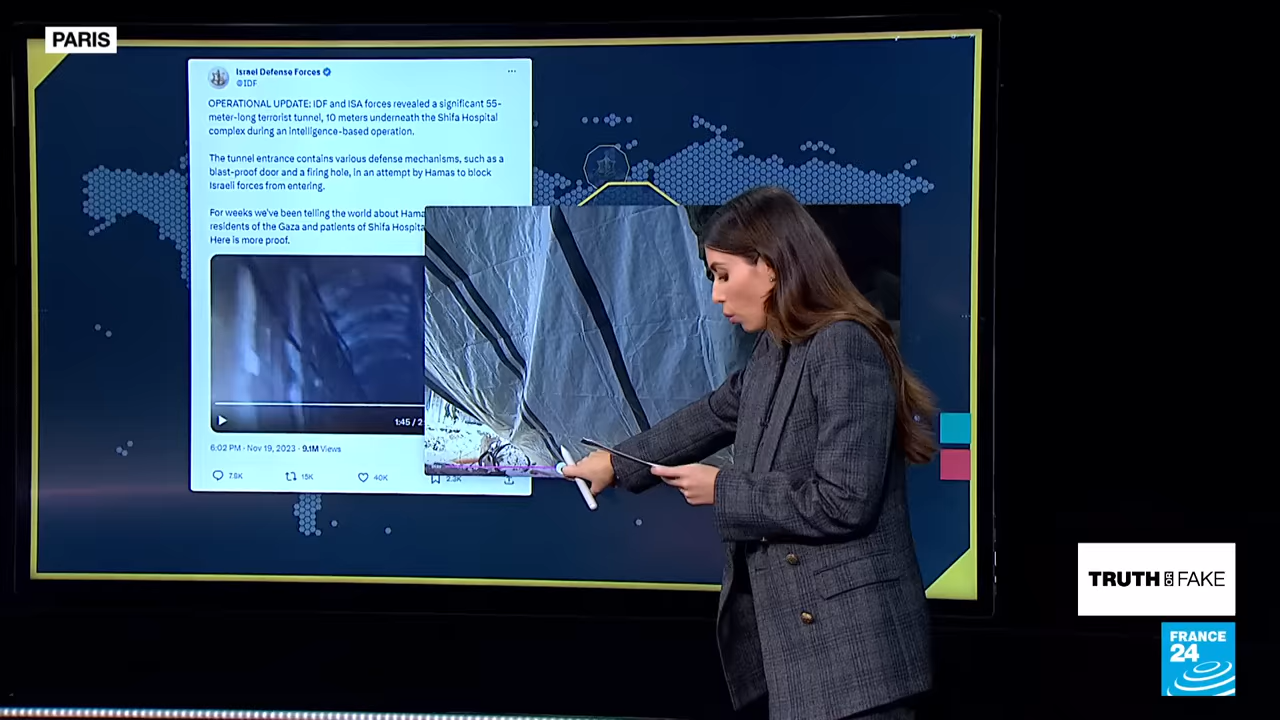 PARIS
Israel Defense Forces
@IDF
OPERATIONAL UPDATE: IDF and ISA forces revealed a significant 55-
meter-long terrorist tunnel, 10 meters underneath the Shifa Hospital
complex during an intelligence-based operation.
The tunnel entrance contains various defense mechanisms, such as a
blast-proof door and a firing hole, in an attempt by Hamas to block
Israeli forces from entering.
For weeks we've been telling the world about Hama
residents of the Gaza and patients of Shifa Hospita
Here is more proof.
1:45 / 2
6:02 PM · Nov 19, 2023 · 9.1M Views
7.8K
15K
40K
2.3K
TRUTH OR FAKE
FRANCE
24